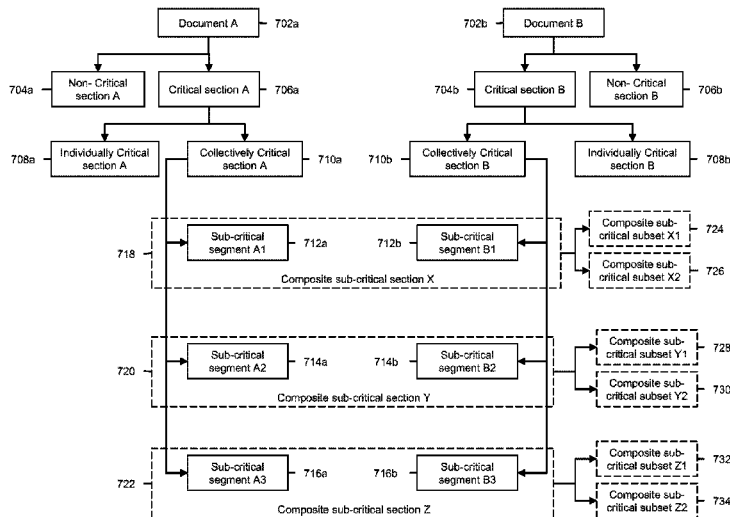 Document A
702a
702b
Document B
704a
Non- Critical
section A
Critical section A
706a
704b
Critical section B
Non- Critical
section B
706b
708a
Individually Critical
section A
Collectively Critical
section A
710a
710b
Collectively Critical
section B
Individually Critical
section B
708b
718
Sub-critical
segment A1
712a
712b
Sub-critical
segment B1
Composite sub-critical section X
Composite sub-
critical subset X1
724
Composite sub-
critical subset X2
726
720
Sub-critical
segment A2
714a
714b
Sub-critical
segment B2
Composite sub-critical section Y
Composite sub-
critical subset Y1
728
Composite sub-
critical subset Y2
730
722
Sub-critical
segment A3
716a
716b
Sub-critical
segment B3
Composite sub-critical section Z
Composite sub-
critical subset Z1
732
Composite sub-
critical subset Z2
734